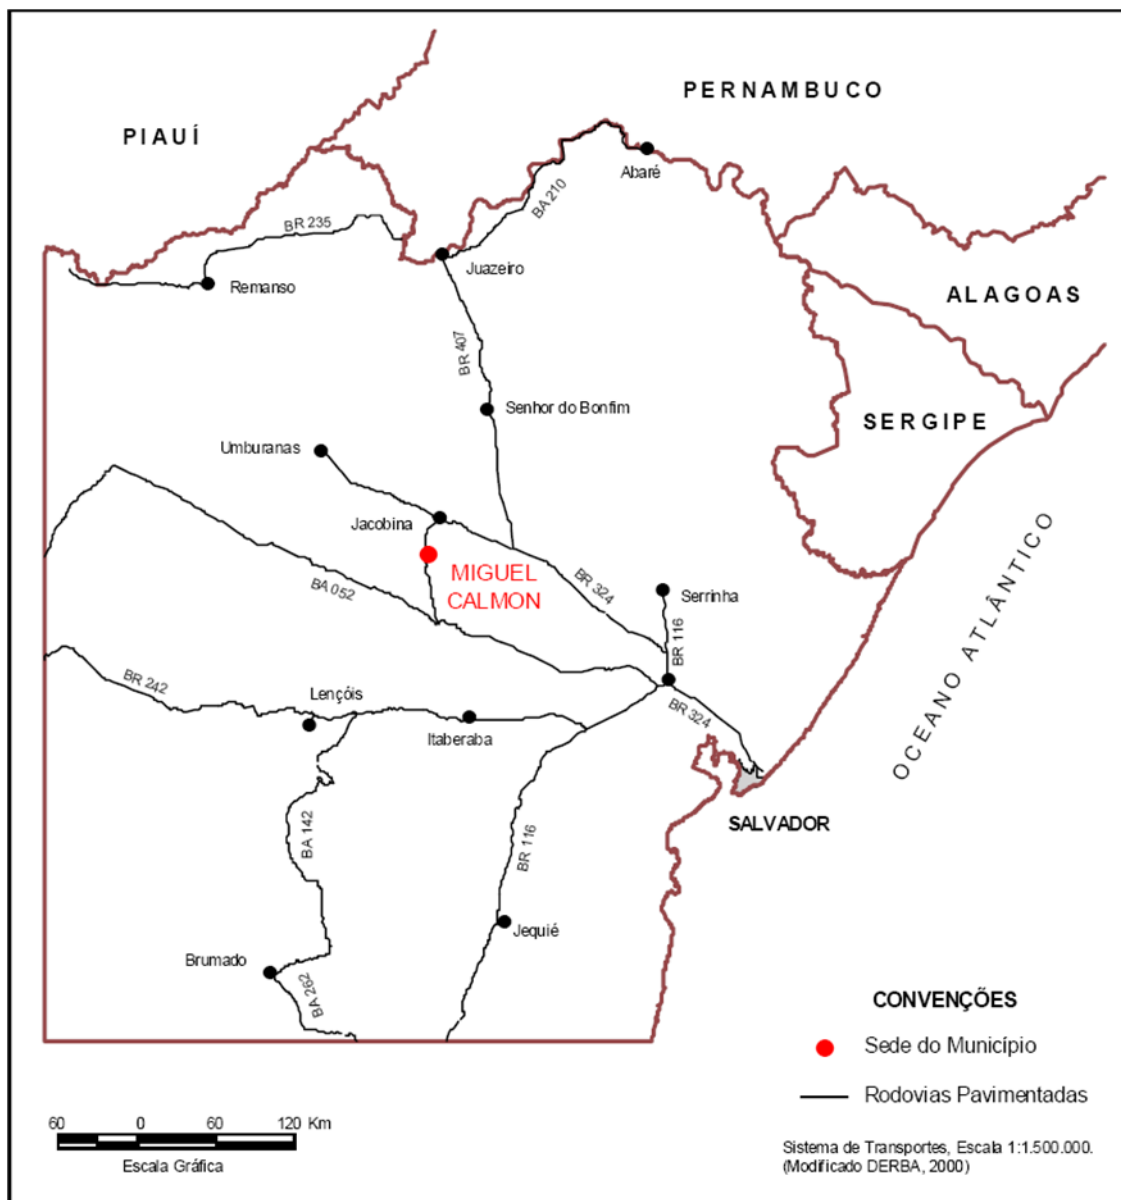 PERNAMBUCO
PIAUÍ
Abaré
BA 210
BR 235
Juazeiro
Remanso
ALAGOAS
BR 407
Senhor do Bonfim
SERGIPE
Umburanas
Jacobina
OCEANO ATLÂNTICO
MIGUEL
CALMON
BA 052
BR 324
Serrinha
BR 116
BR 242
Lençóis
BR 324
Itaberaba
SALVADOR
BA 142
BR 116
Jequié
Brumado
BA 262
CONVENÇÕES
Sede do Município
Rodovias Pavimentadas
60 0 60 120 Km
Escala Gráfica
Sistema de Transportes, Escala 1:1.500.000.
(Modificado DERBA, 2000)